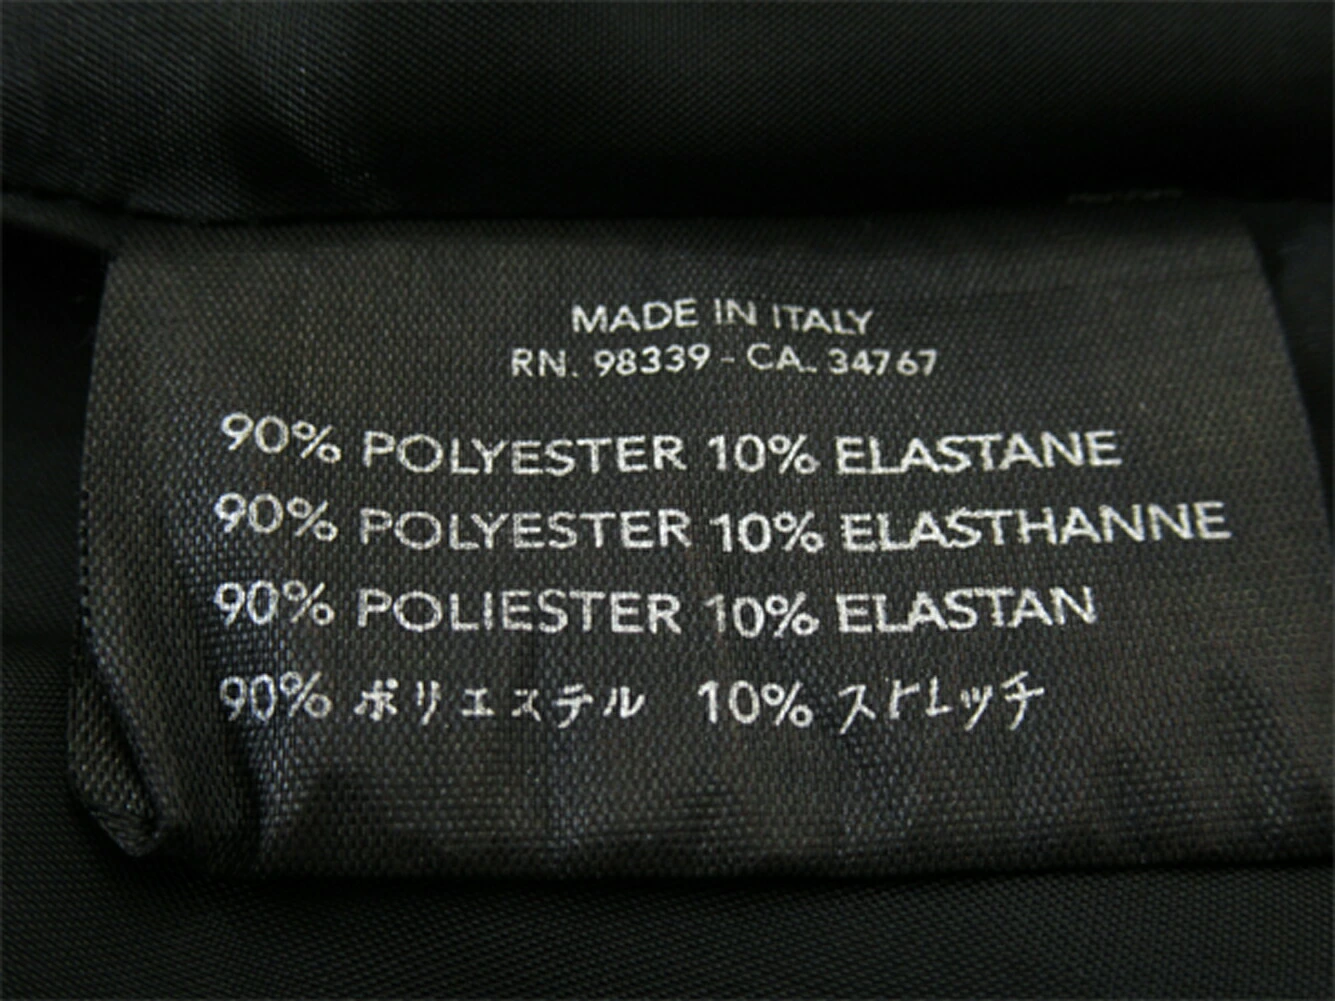 MADE IN ITALY
RN. 98339 - CA. 34767
90% POLYESTER 10% ELASTANE
90% POLYESTER 10% ELASTHANNE
90% POLIESTER 10% ELASTAN
90% ポリエステル 10% ストレッチ